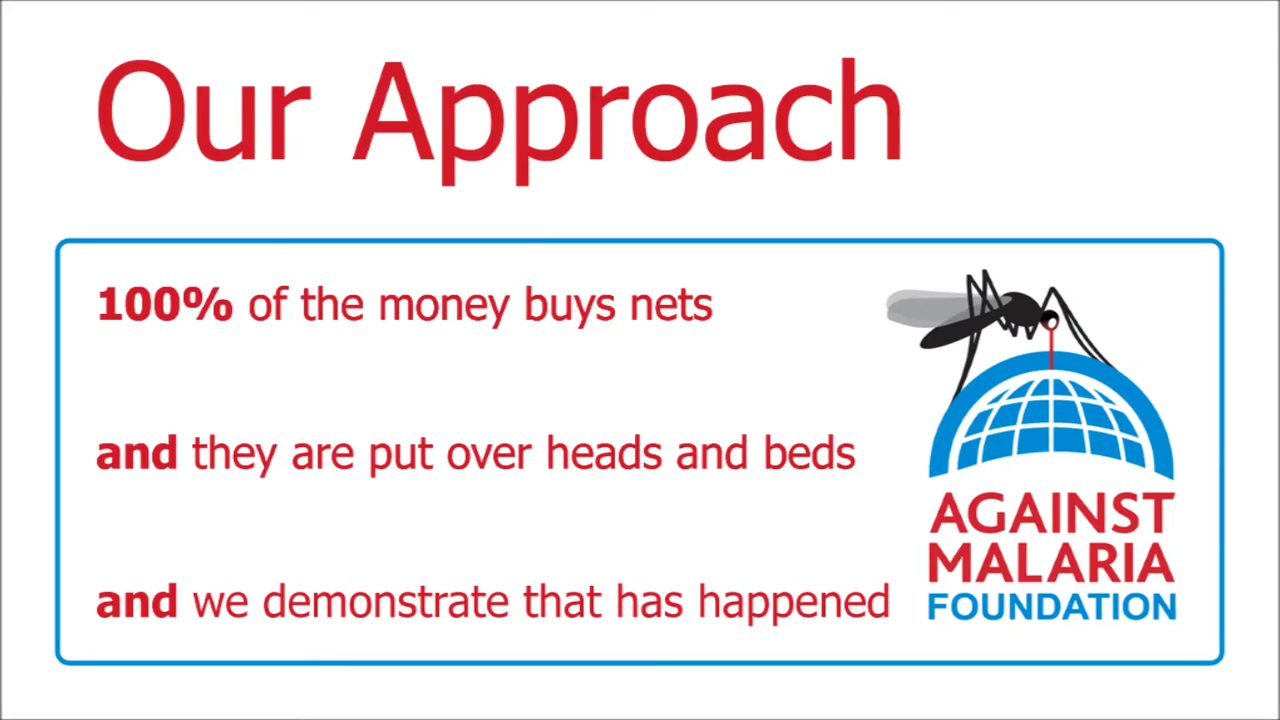 Our Approach
100% of the money buys nets
and they are put over heads and beds
and we demonstrate that has happened
AGAINST
MALARIA
FOUNDATION